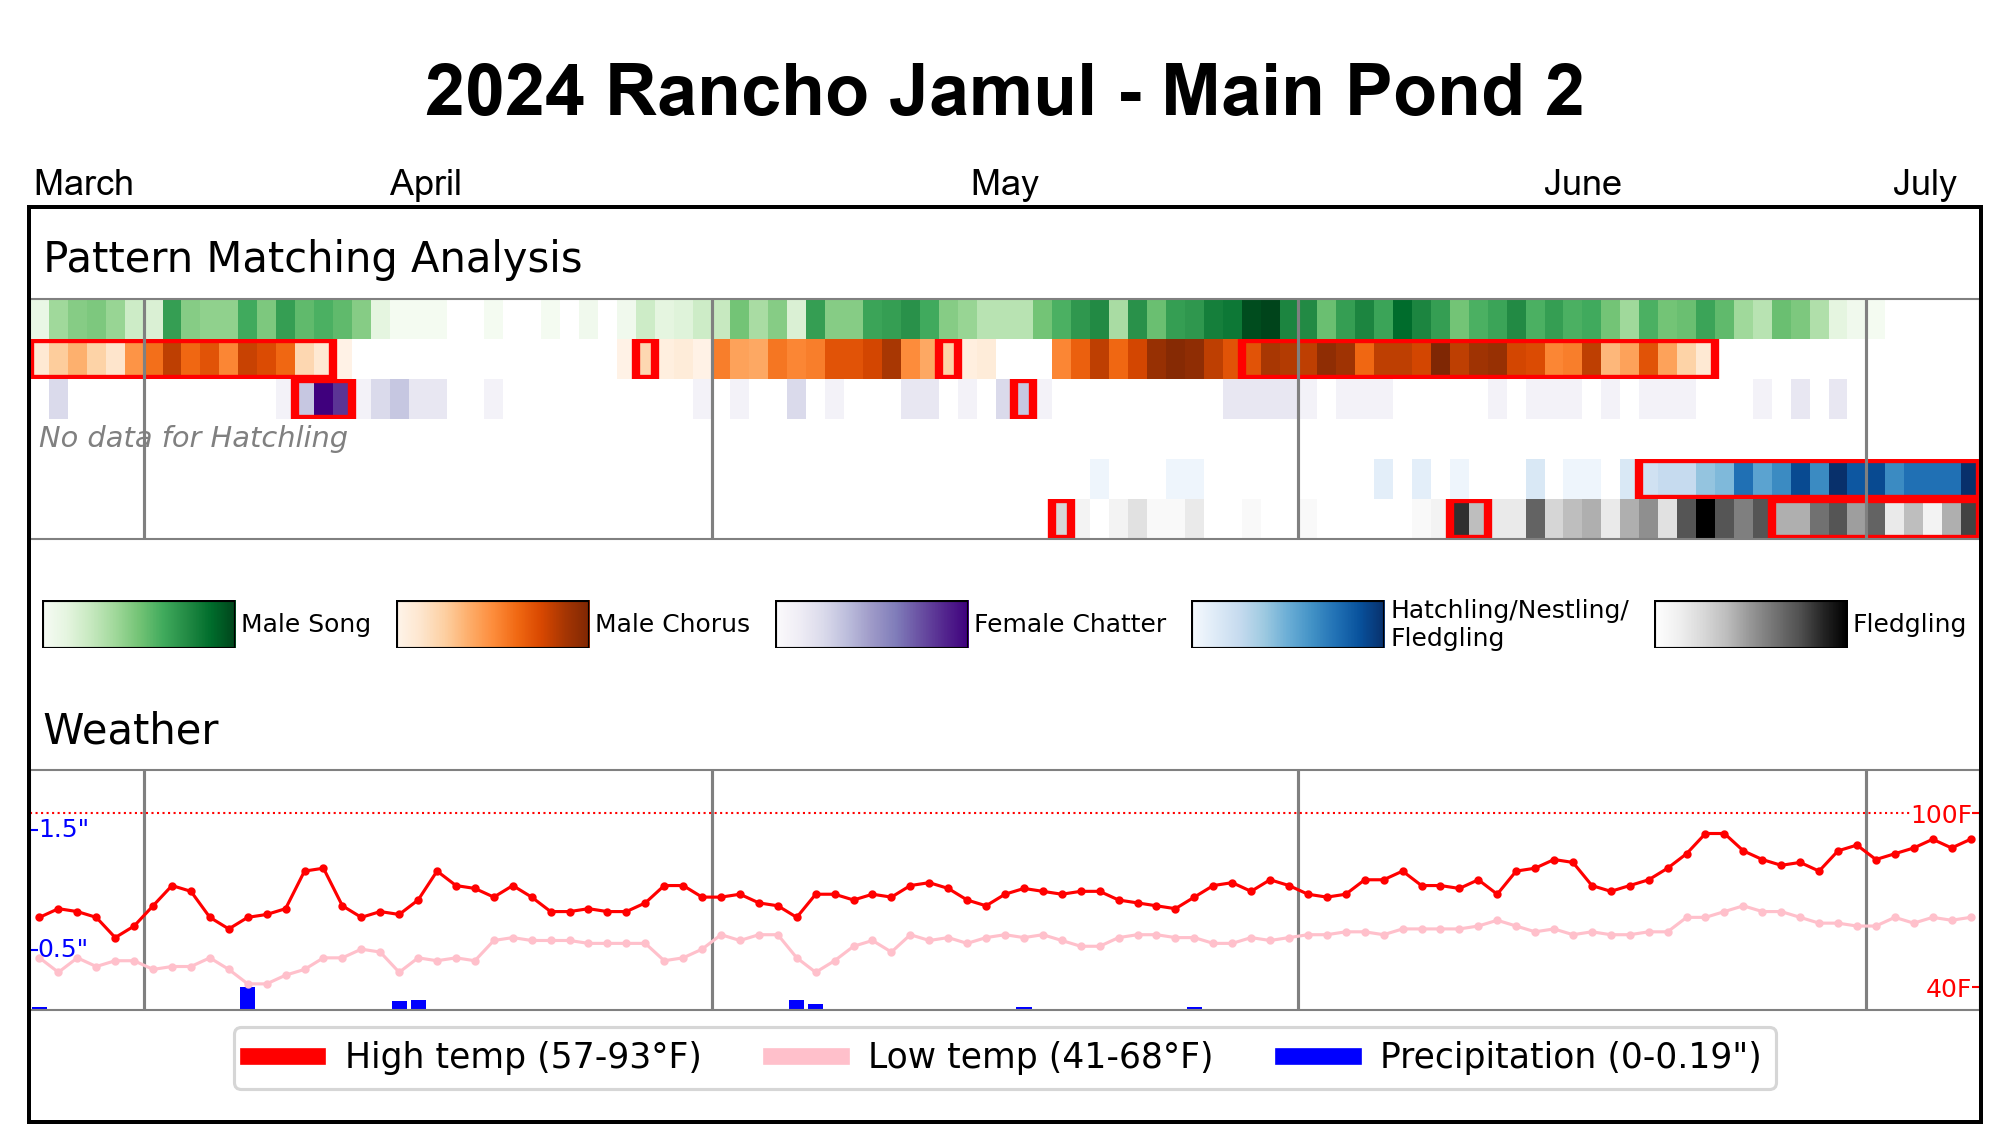 2024 Rancho Jamul - Main Pond 2
March April May June July
Pattern Matching Analysis
No data for Hatchling
Male Song Male Chorus Female Chatter Hatchling/Nestling/ Fledgling
Fledgling
Weather
1.5" 100F
0.5" 40F
High temp (57-93°F) Low temp (41-68°F) Precipitation (0-0.19")